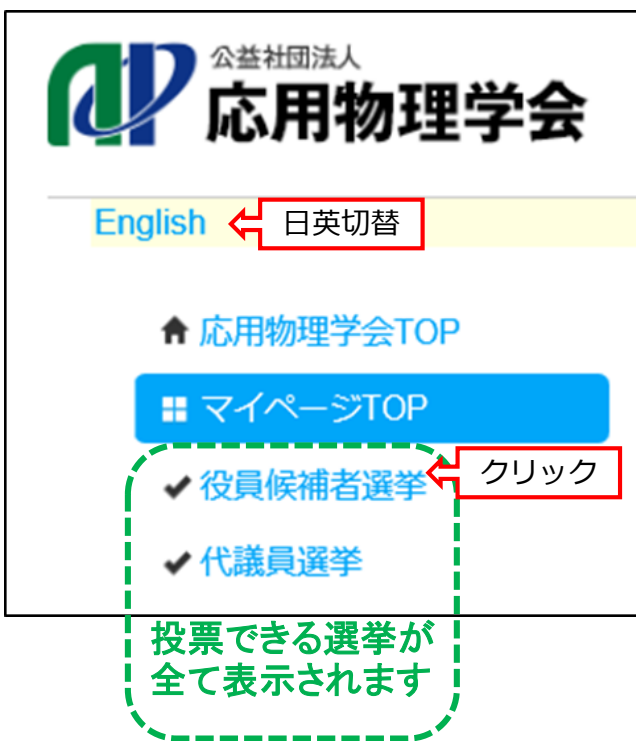 公益社団法人
応用物理学会
English
日英切替
応用物理学会TOP
マイページTOP
役員候補者選挙
クリック
代議員選挙
投票できる選挙が
全て表示されます